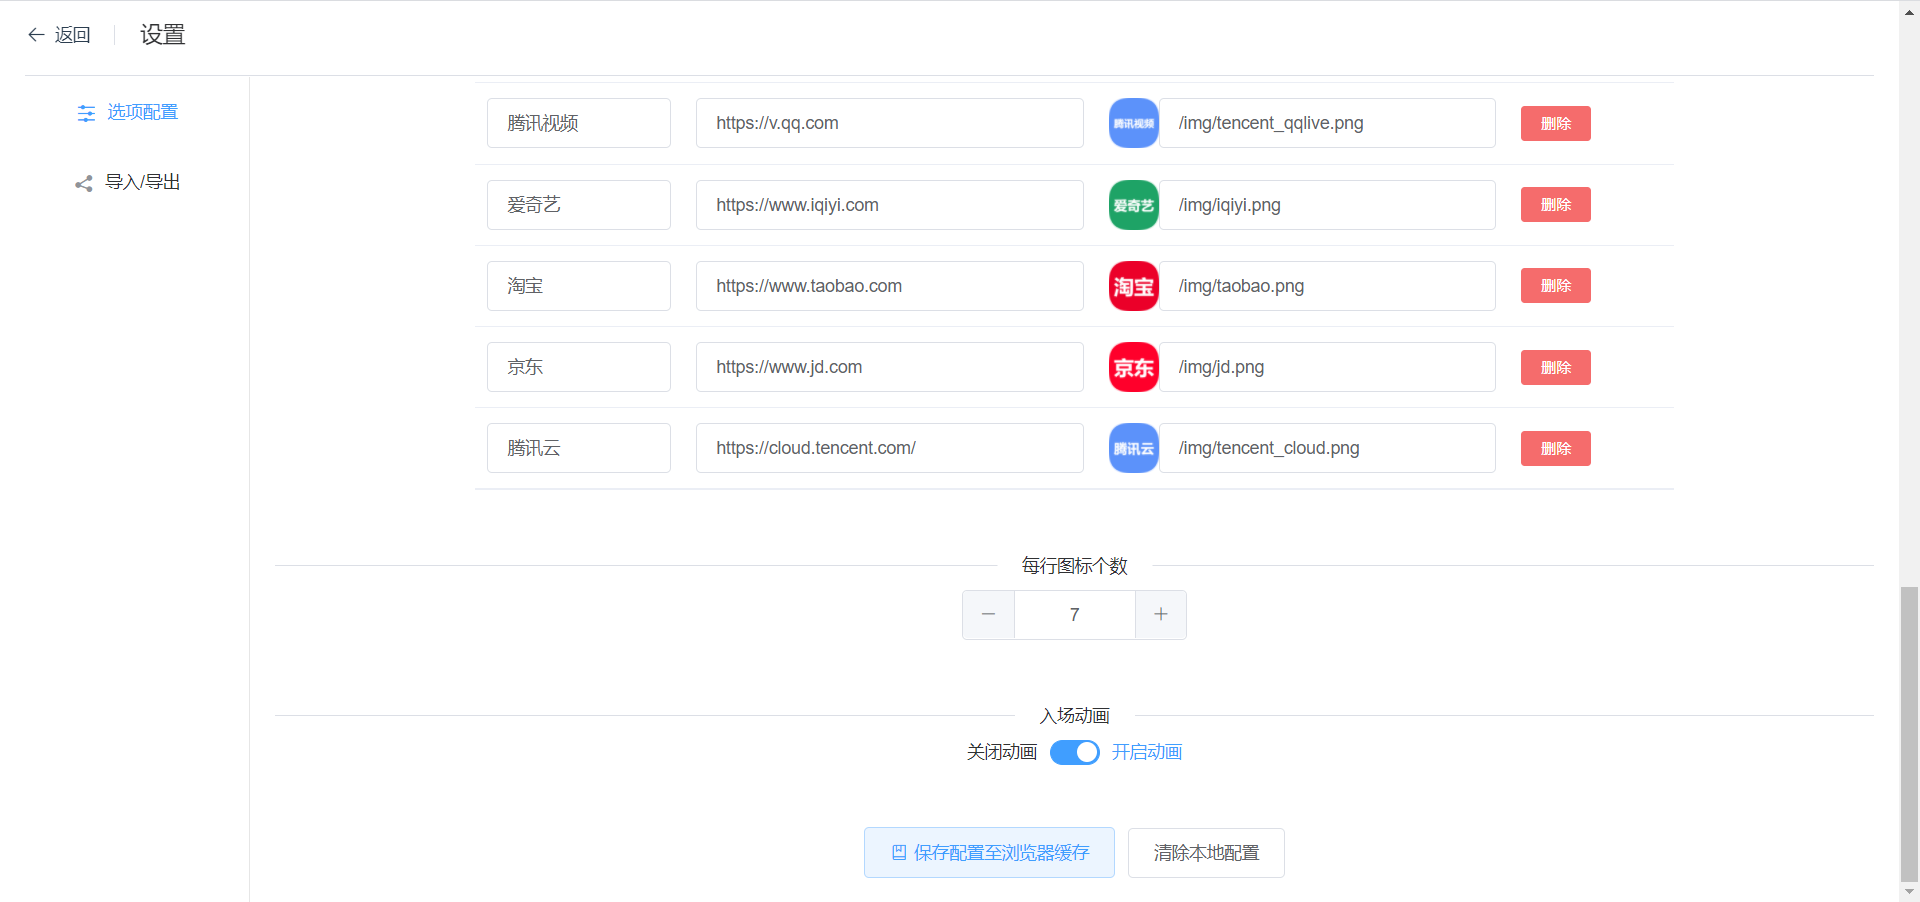 返回 设置
选项配置
导入/导出
腾讯视频 https://v.qq.com 腾讯视频 /img/tencent_qqlive.png 删除
爱奇艺 https://www.iqiyi.com 爱奇艺 /img/iqiyi.png 删除
淘宝 https://www.taobao.com 淘宝 /img/taobao.png 删除
京东 https://www.jd.com 京东 /img/jd.png 删除
腾讯云 https://cloud.tencent.com/ 腾讯云 /img/tencent_cloud.png 删除
每行图标个数
7
入场动画
关闭动画 开启动画
保存配置至浏览器缓存 清除本地配置